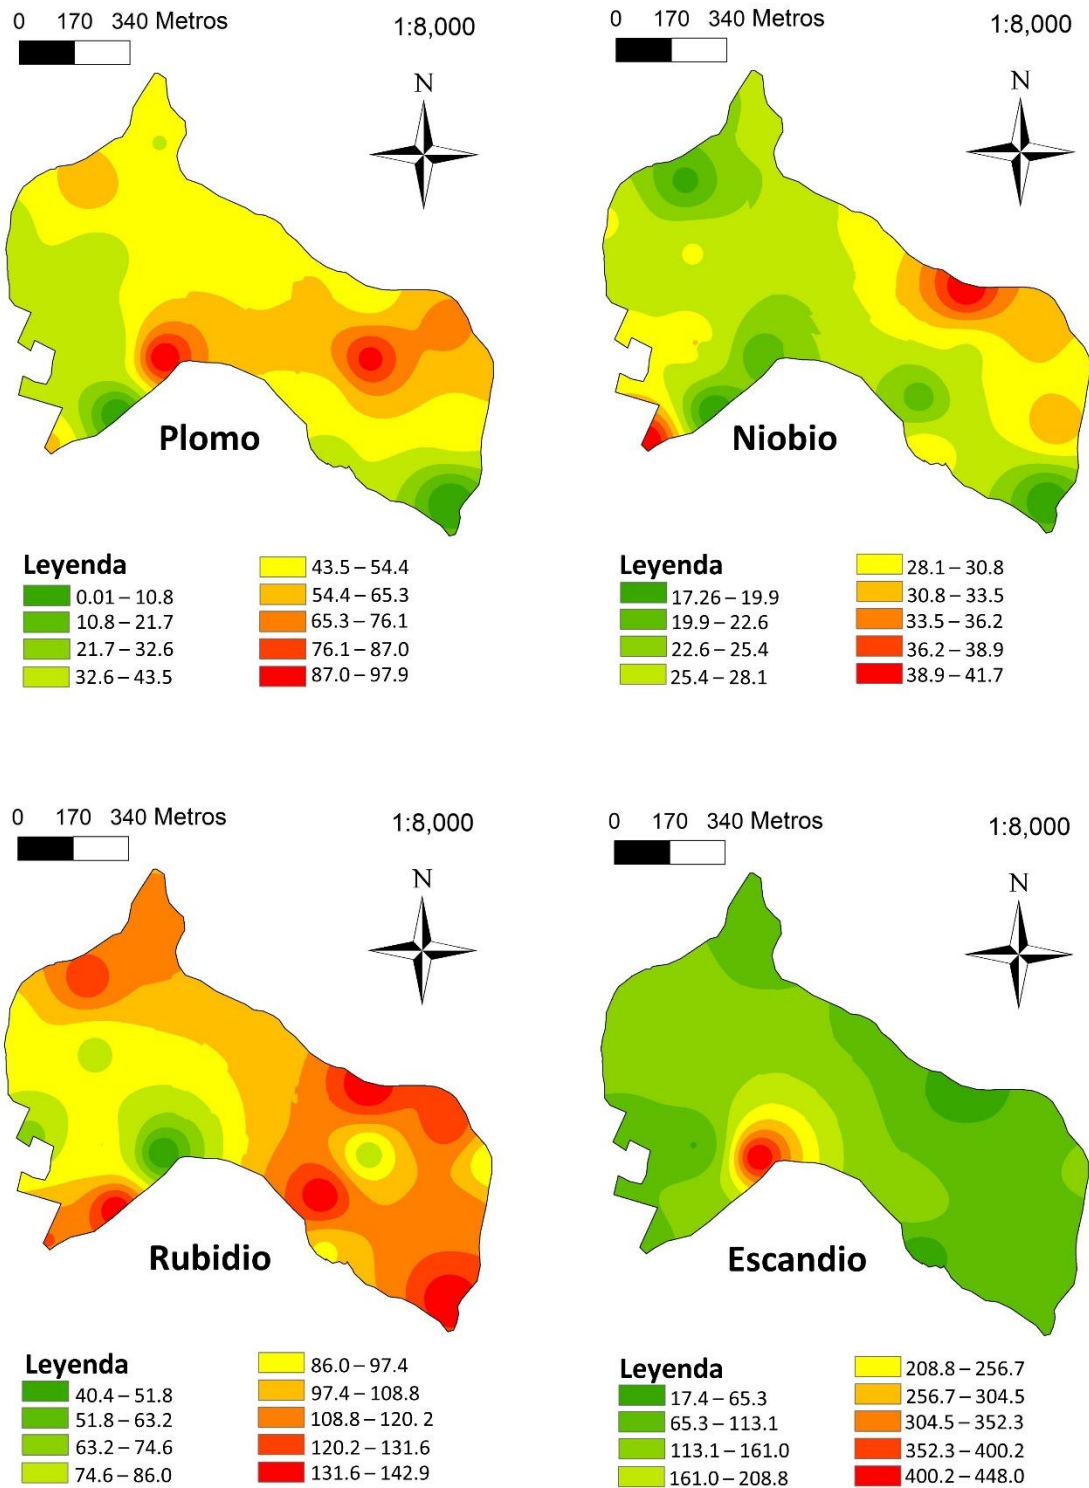 0 170 340 Metros
1:8,000
N
Plomo
Leyenda
0.01 – 10.8
10.8 – 21.7
21.7 – 32.6
32.6 – 43.5
43.5 – 54.4
54.4 – 65.3
65.3 – 76.1
76.1 – 87.0
87.0 – 97.9
0 170 340 Metros
1:8,000
N
Niobio
Leyenda
17.26 – 19.9
19.9 – 22.6
22.6 – 25.4
25.4 – 28.1
28.1 – 30.8
30.8 – 33.5
33.5 – 36.2
36.2 – 38.9
38.9 – 41.7
0 170 340 Metros
1:8,000
N
Rubidio
Leyenda
40.4 – 51.8
51.8 – 63.2
63.2 – 74.6
74.6 – 86.0
86.0 – 97.4
97.4 – 108.8
108.8 – 120. 2
120.2 – 131.6
131.6 – 142.9
0 170 340 Metros
1:8,000
N
Escandio
Leyenda
17.4 – 65.3
65.3 – 113.1
113.1 – 161.0
161.0 – 208.8
208.8 – 256.7
256.7 – 304.5
304.5 – 352.3
352.3 – 400.2
400.2 – 448.0